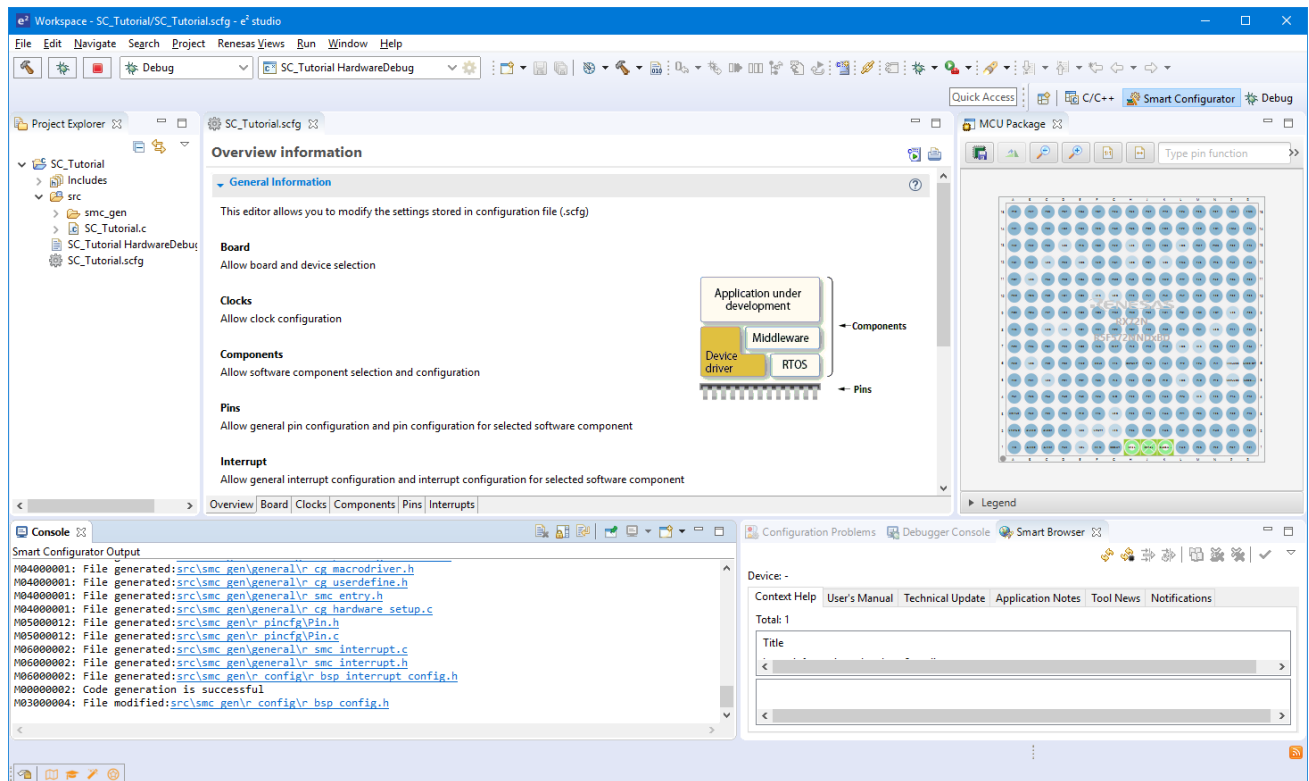 Workspace - SC_Tutorial/SC_Tutorial.scfg - e² studio
File Edit Navigate Search Project Renesas Views Run Window Help
Debug
SC_Tutorial HardwareDebug
Quick Access
C/C++
Smart Configurator
Debug
Project Explorer
SC_Tutorial
Includes
src
smc_gen
SC_Tutorial.c
SC_Tutorial HardwareDebug
SC_Tutorial.scfg
SC_Tutorial.scfg
Overview information
General Information
This editor allows you to modify the settings stored in configuration file (.scfg)
Board
Allow board and device selection
Clocks
Allow clock configuration
Components
Allow software component selection and configuration
Pins
Allow general pin configuration and pin configuration for selected software component
Interrupt
Allow general interrupt configuration and interrupt configuration for selected software component
Application under
development
Middleware
Device
driver
RTOS
Components
Pins
Overview Board Clocks Components Pins Interrupts
MCU Package
Type pin function
RENESAS
Legend
Console
Smart Configurator Output
M04000001: File generated:src\smc_gen\general\r_cg_macrodriver.h
M04000001: File generated:src\smc_gen\general\r_cg_userdefine.h
M04000001: File generated:src\smc_gen\general\r_smc_entry.h
M04000001: File generated:src\smc_gen\general\r_cg_hardware_setup.c
M05000012: File generated:src\smc_gen\r_pincfg\Pin.h
M05000012: File generated:src\smc_gen\r_pincfg\Pin.c
M06000002: File generated:src\smc_gen\general\r_smc_interrupt.c
M06000002: File generated:src\smc_gen\general\r_smc_interrupt.h
M06000002: File generated:src\smc_gen\r_config\r_bsp_interrupt_config.h
M00000002: Code generation is successful
M03000004: File modified:src\smc_gen\r_config\r_bsp_config.h
Configuration Problems
Debugger Console
Smart Browser
Device: -
Context Help User's Manual Technical Update Application Notes Tool News Notifications
Total: 1
Title